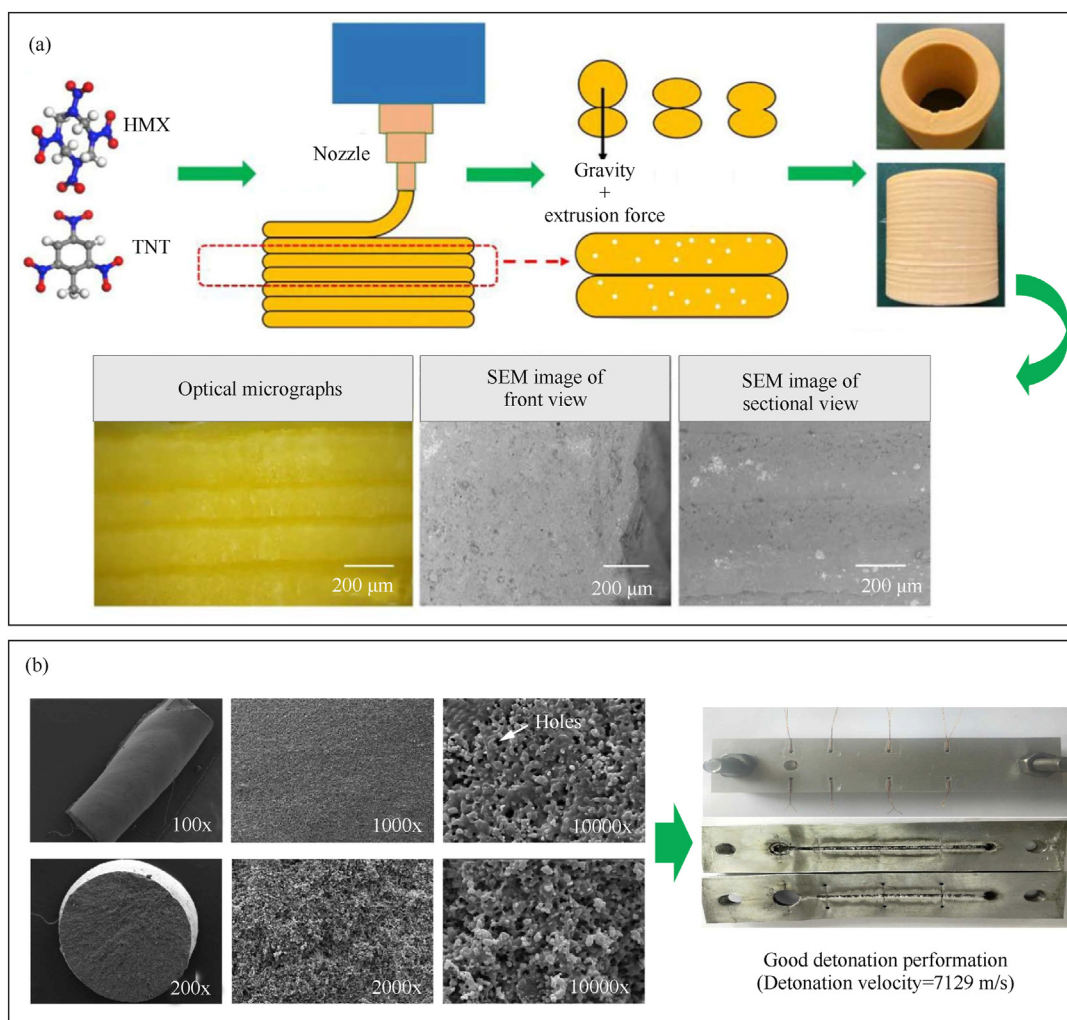 (a)
HMX
TNT
Nozzle
Gravity
+
extrusion force
Optical micrographs
SEM image of
front view
SEM image of
sectional view
200 μm
200 μm
200 μm
(b)
Holes
100x
1000x
10000x
200x
2000x
10000x
Good detonation performation
(Detonation velocity=7129 m/s)